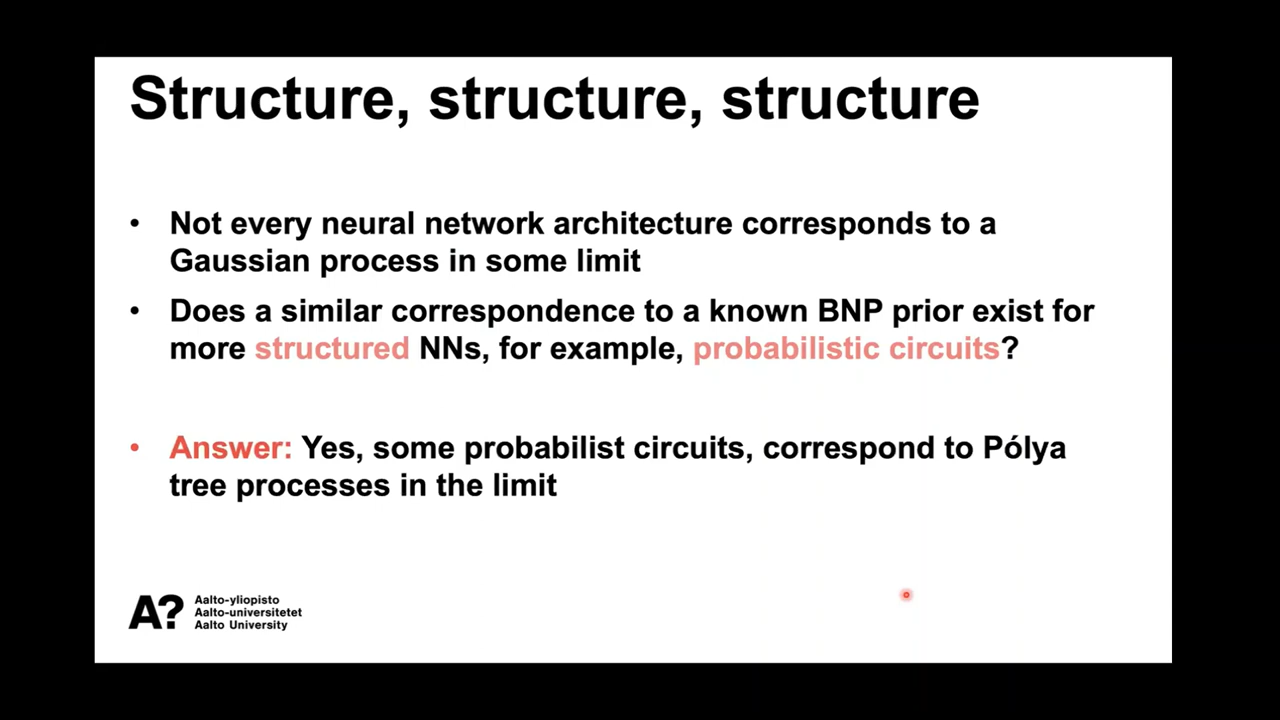 Structure, structure, structure
• Not every neural network architecture corresponds to a
Gaussian process in some limit
• Does a similar correspondence to a known BNP prior exist for
more structured NNs, for example, probabilistic circuits?
• Answer: Yes, some probabilist circuits, correspond to Pólya
tree processes in the limit
A?
Aalto-yliopisto
Aalto-universitetet
Aalto University